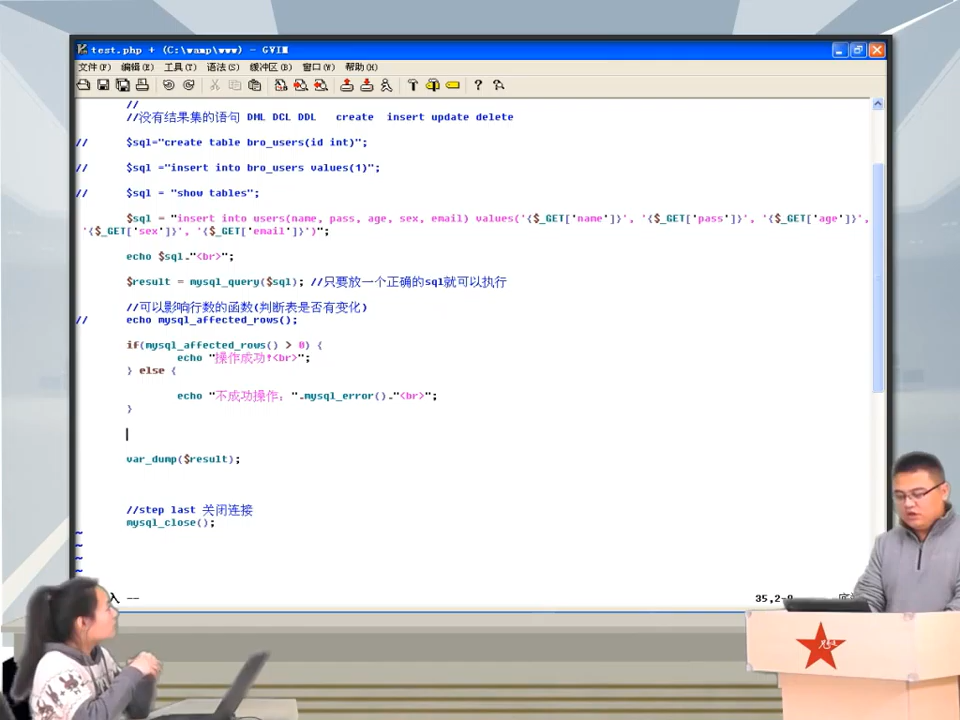 test.php + (C:\wamp\www) - GVIM
文件(F) 编辑(E) 工具(T) 语法(S) 缓冲区(B) 窗口(W) 帮助(H)
//
//没有结果集的语句 DML DCL DDL create insert update delete
// $sql="create table bro_users(id int)";
// $sql ="insert into bro_users values(1)";
// $sql = "show tables";
$sql = "insert into users(name, pass, age, sex, email) values('{$_GET['name']}', '{$_GET['pass']}', '{$_GET['age']}',
'{$_GET['sex']}', '{$_GET['email']}')";
echo $sql."<br>";
$result = mysql_query($sql); //只要放一个正确的sql就可以执行
//可以影响行数的函数(判断表是否有变化)
// echo mysql_affected_rows();
if(mysql_affected_rows() > 0) {
echo "操作成功!<br>";
} else {
echo "不成功操作: ".mysql_error()."<br>";
}
var_dump($result);
//step last 关闭连接
mysql_close();
~
~
~
~
入 --
35,2-9